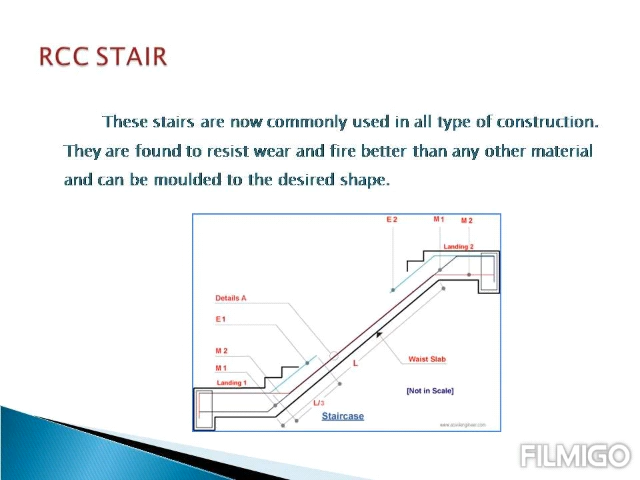 RCC STAIR
These stairs are now commonly used in all type of construction.
They are found to resist wear and fire better than any other material
and can be moulded to the desired shape.
E 2
M 1
M 2
Landing 2
Details A
E 1
M 2
M 1
Landing 1
L
Waist Slab
L/3
[Not in Scale]
Staircase
FILMIGO